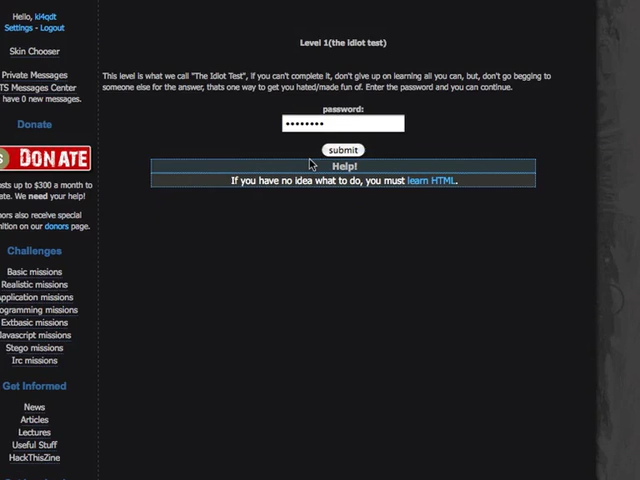 Hello, kl4qdt
Settings - Logout
Skin Chooser
Private Messages
TS Messages Center
have 0 new messages.
Donate
S DONATE
osts up to $300 a month to
ate. We need your help!
nors also receive special
nition on our donors page.
Challenges
Basic missions
Realistic missions
Application missions
ogramming missions
Extbasic missions
Javascript missions
Stego missions
Irc missions
Get Informed
News
Articles
Lectures
Useful Stuff
HackThisZine
Level 1(the idiot test)
This level is what we call "The Idiot Test", if you can't complete it, don't give up on learning all you can, but, don't go begging to
someone else for the answer, thats one way to get you hated/made fun of. Enter the password and you can continue.
password:
••••••••
submit
Help!
If you have no idea what to do, you must learn HTML.